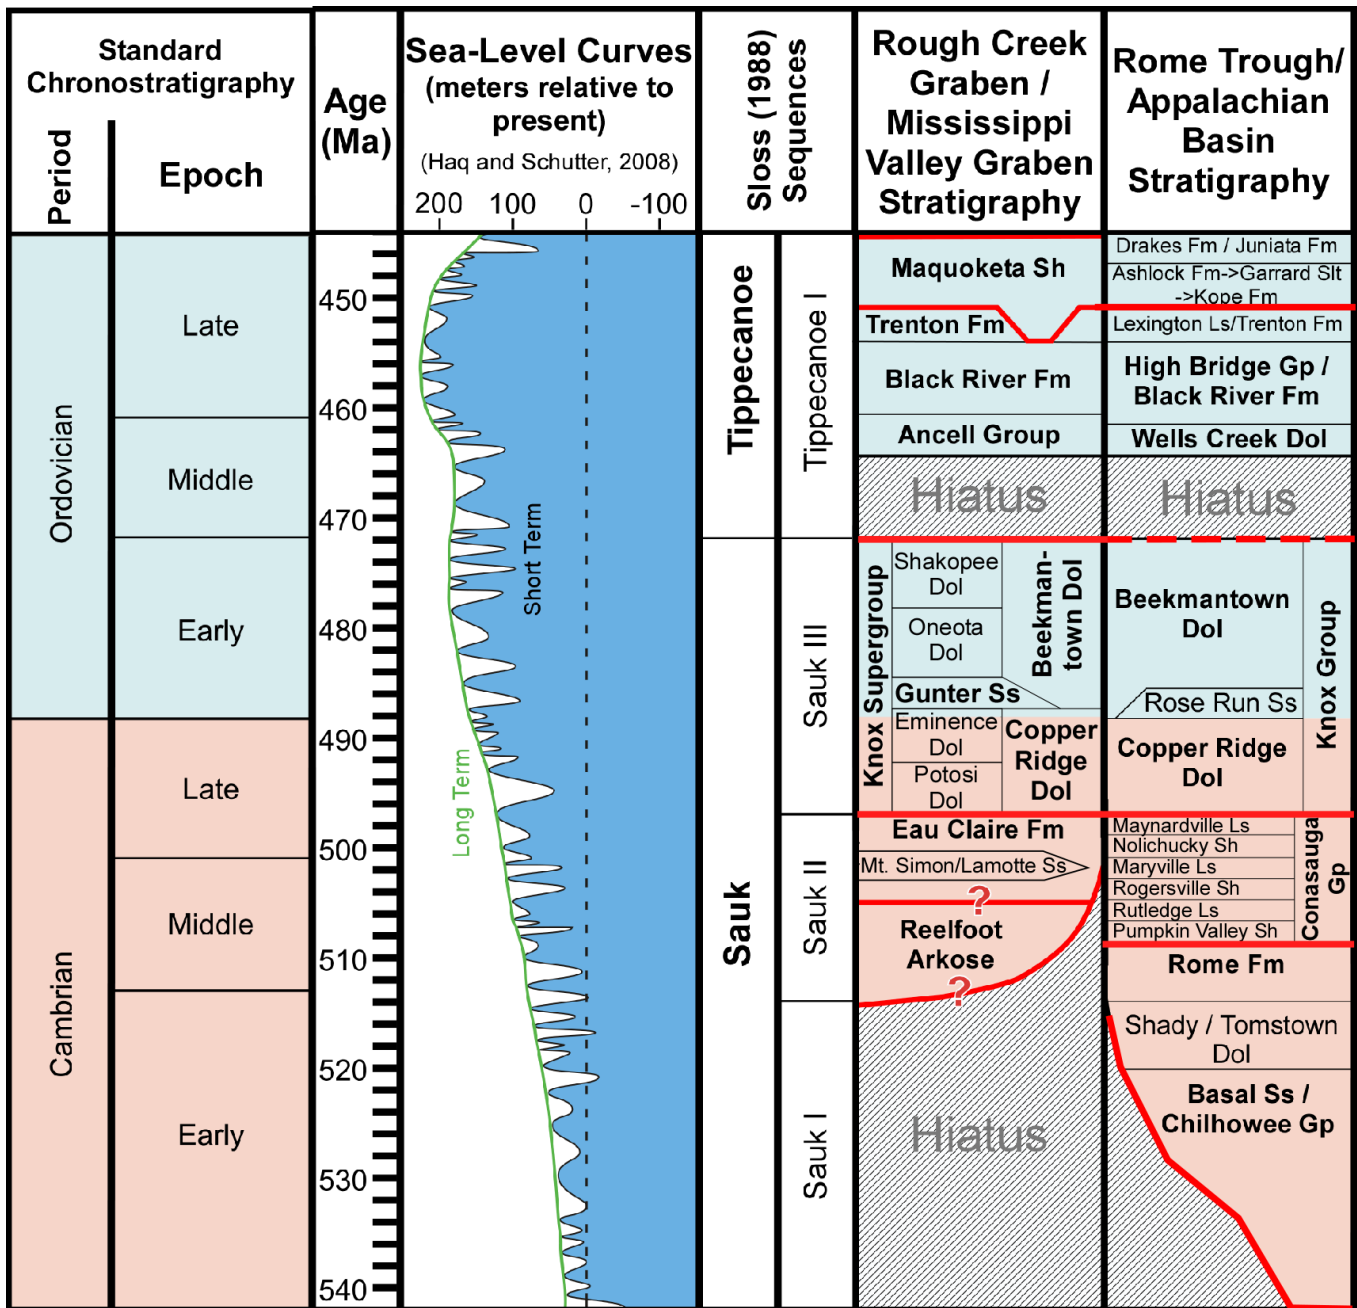 Standard
Chronostratigraphy
Period
Epoch
Age
(Ma)
Sea-Level Curves
(meters relative to
present)
(Haq and Schutter, 2008)
200 100 0 -100
Sloss (1988)
Sequences
Rough Creek
Graben /
Mississippi
Valley Graben
Stratigraphy
Rome Trough/
Appalachian
Basin
Stratigraphy
Ordovician
Late
Middle
Early
Cambrian
Late
Middle
Early
450
460
470
480
490
500
510
520
530
540
Short Term
Long Term
Tippecanoe
Sauk
Tippecanoe I
Sauk III
Sauk II
Sauk I
Maquoketa Sh
Trenton Fm
Black River Fm
Ancell Group
Hiatus
Knox Supergroup
Shakopee
Dol
Oneota
Dol
Beekman-
town Dol
Gunter Ss
Eminence
Dol
Potosi
Dol
Copper
Ridge
Dol
Eau Claire Fm
Mt. Simon/Lamotte Ss
?
Reelfoot
Arkose
?
Hiatus
Drakes Fm / Juniata Fm
Ashlock Fm->Garrard Slt
->Kope Fm
Lexington Ls/Trenton Fm
High Bridge Gp /
Black River Fm
Wells Creek Dol
Hiatus
Beekmantown
Dol
Knox Group
Rose Run Ss
Copper Ridge
Dol
Maynardville Ls
Nolichucky Sh
Maryville Ls
Rogersville Sh
Rutledge Ls
Pumpkin Valley Sh
Conasauga
Gp
Rome Fm
Shady / Tomstown
Dol
Basal Ss /
Chilhowee Gp